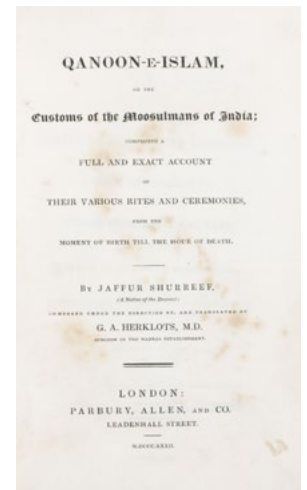 QANOON-E-ISLAM,
OR THE
Customs of the Moosulmans of India;
COMPRISING A
FULL AND EXACT ACCOUNT
OF
THEIR VARIOUS RITES AND CEREMONIES,
FROM THE
MOMENT OF BIRTH TILL THE HOUR OF DEATH.
BY JAFFUR SHURREEF,
(A Native of the Deccan);
COMPOSED UNDER THE DIRECTION OF, AND TRANSLATED BY
G. A. HERKLOTS, M.D.
SURGEON ON THE MADRAS ESTABLISHMENT.
LONDON:
PARBURY, ALLEN, AND CO.
LEADENHALL STREET.
M.DCCC.XXXII.